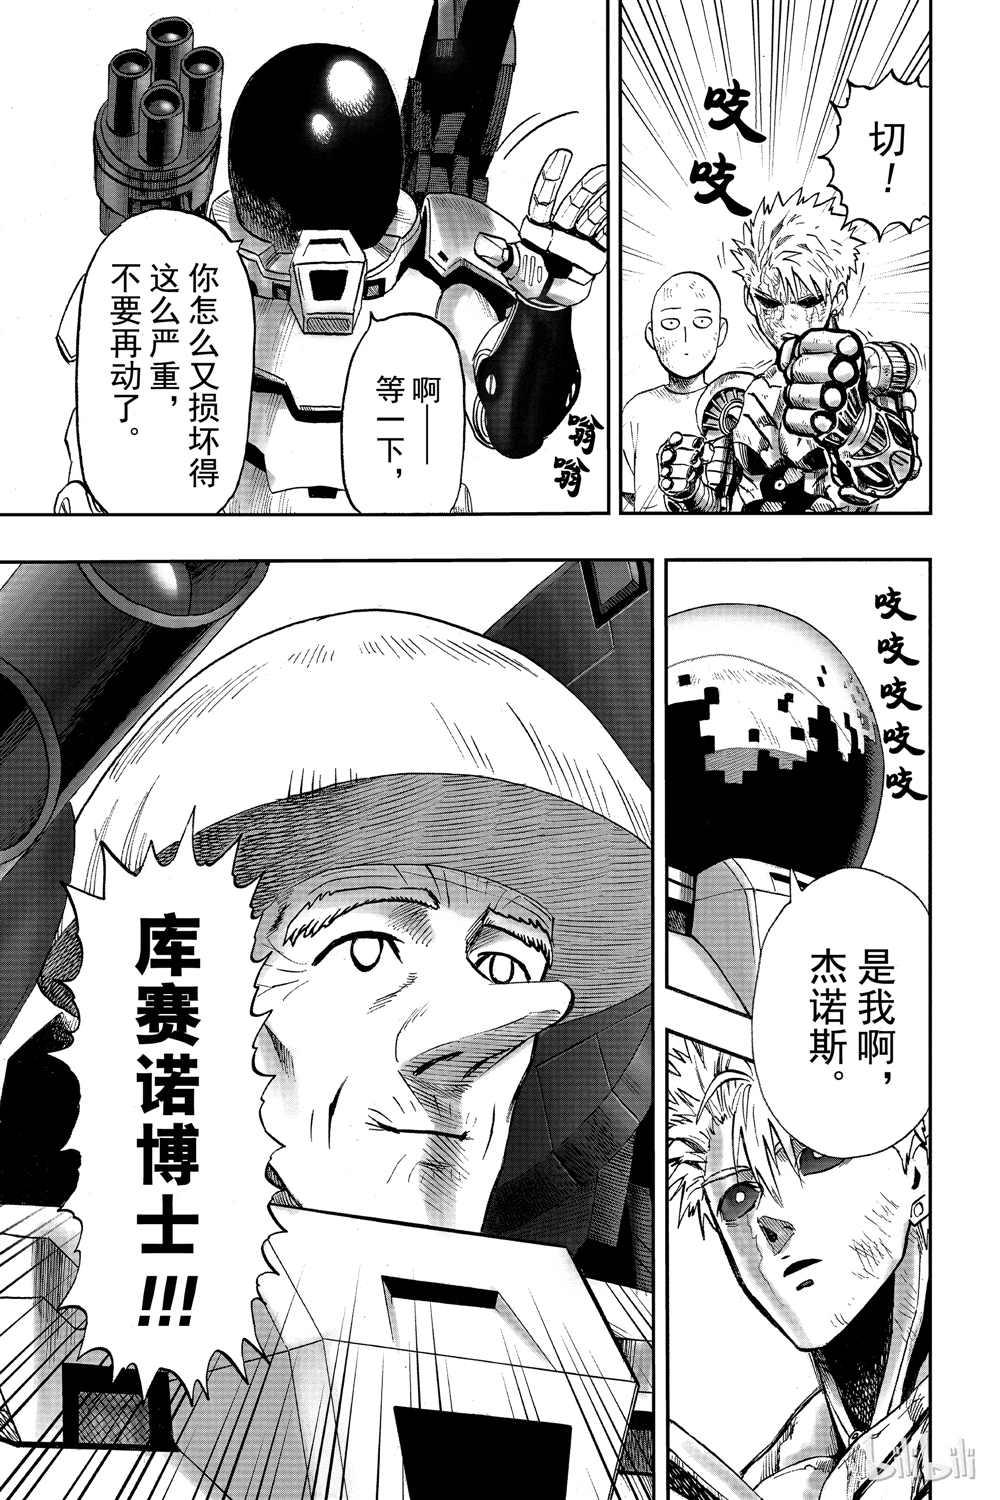 切！
吱
吱
啊——
等一下，
你怎么又损坏得
这么严重，
不要再动了。
嗡
嗡
吱
吱
吱
吱
吱
是我啊，
杰诺斯。
库赛诺博士!!!
bilibili